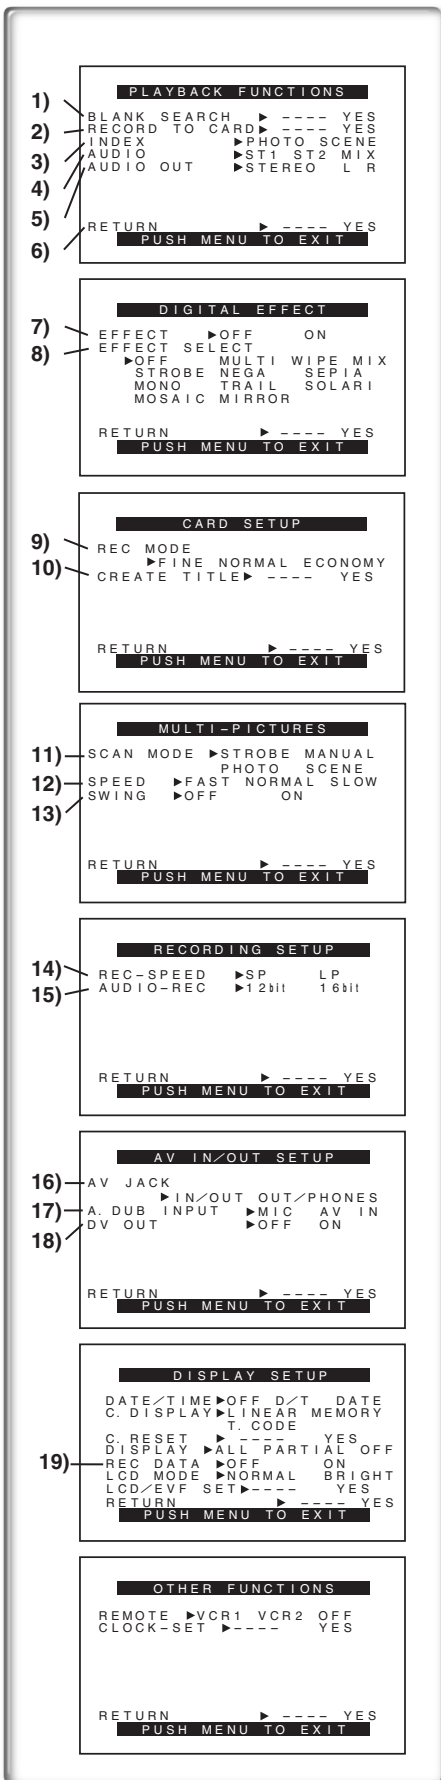 PLAYBACK FUNCTIONS
1) BLANK SEARCH ▶ ---- YES
2) RECORD TO CARD▶ ---- YES
3) INDEX ▶PHOTO SCENE
4) AUDIO ▶ST1 ST2 MIX
5) AUDIO OUT ▶STEREO L R
6) RETURN ▶ ---- YES
PUSH MENU TO EXIT
DIGITAL EFFECT
7) EFFECT ▶OFF ON
8) EFFECT SELECT
▶OFF MULTI WIPE MIX
STROBE NEGA SEPIA
MONO TRAIL SOLARI
MOSAIC MIRROR
RETURN ▶ ---- YES
PUSH MENU TO EXIT
CARD SETUP
9) REC MODE
▶FINE NORMAL ECONOMY
10) CREATE TITLE▶ ---- YES
RETURN ▶ ---- YES
PUSH MENU TO EXIT
MULTI-PICTURES
11) SCAN MODE ▶STROBE MANUAL
PHOTO SCENE
12) SPEED ▶FAST NORMAL SLOW
13) SWING ▶OFF ON
RETURN ▶ ---- YES
PUSH MENU TO EXIT
RECORDING SETUP
14) REC-SPEED ▶SP LP
15) AUDIO-REC ▶12bit 16bit
RETURN ▶ ---- YES
PUSH MENU TO EXIT
AV IN/OUT SETUP
16) AV JACK
▶IN/OUT OUT/PHONES
17) A. DUB INPUT ▶MIC AV IN
18) DV OUT ▶OFF ON
RETURN ▶ ---- YES
PUSH MENU TO EXIT
DISPLAY SETUP
DATE/TIME▶OFF D/T DATE
C. DISPLAY▶LINEAR MEMORY
T. CODE
C. RESET ▶ ---- YES
DISPLAY ▶ALL PARTIAL OFF
19) REC DATA ▶OFF ON
LCD MODE ▶NORMAL BRIGHT
LCD/EVF SET▶---- YES
RETURN ▶ ---- YES
PUSH MENU TO EXIT
OTHER FUNCTIONS
REMOTE ▶VCR1 VCR2 OFF
CLOCK-SET ▶---- YES
RETURN ▶ ---- YES
PUSH MENU TO EXIT